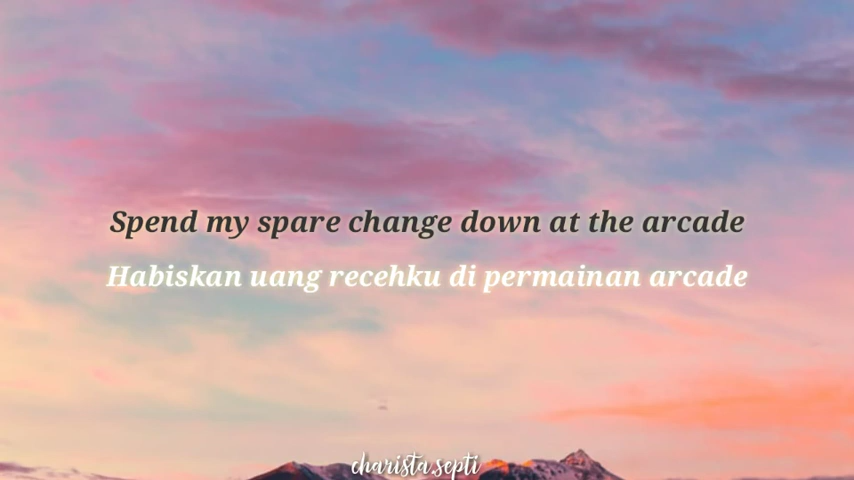 Spend my spare change down at the arcade
Habiskan uang recehku di permainan arcade
charista.septi